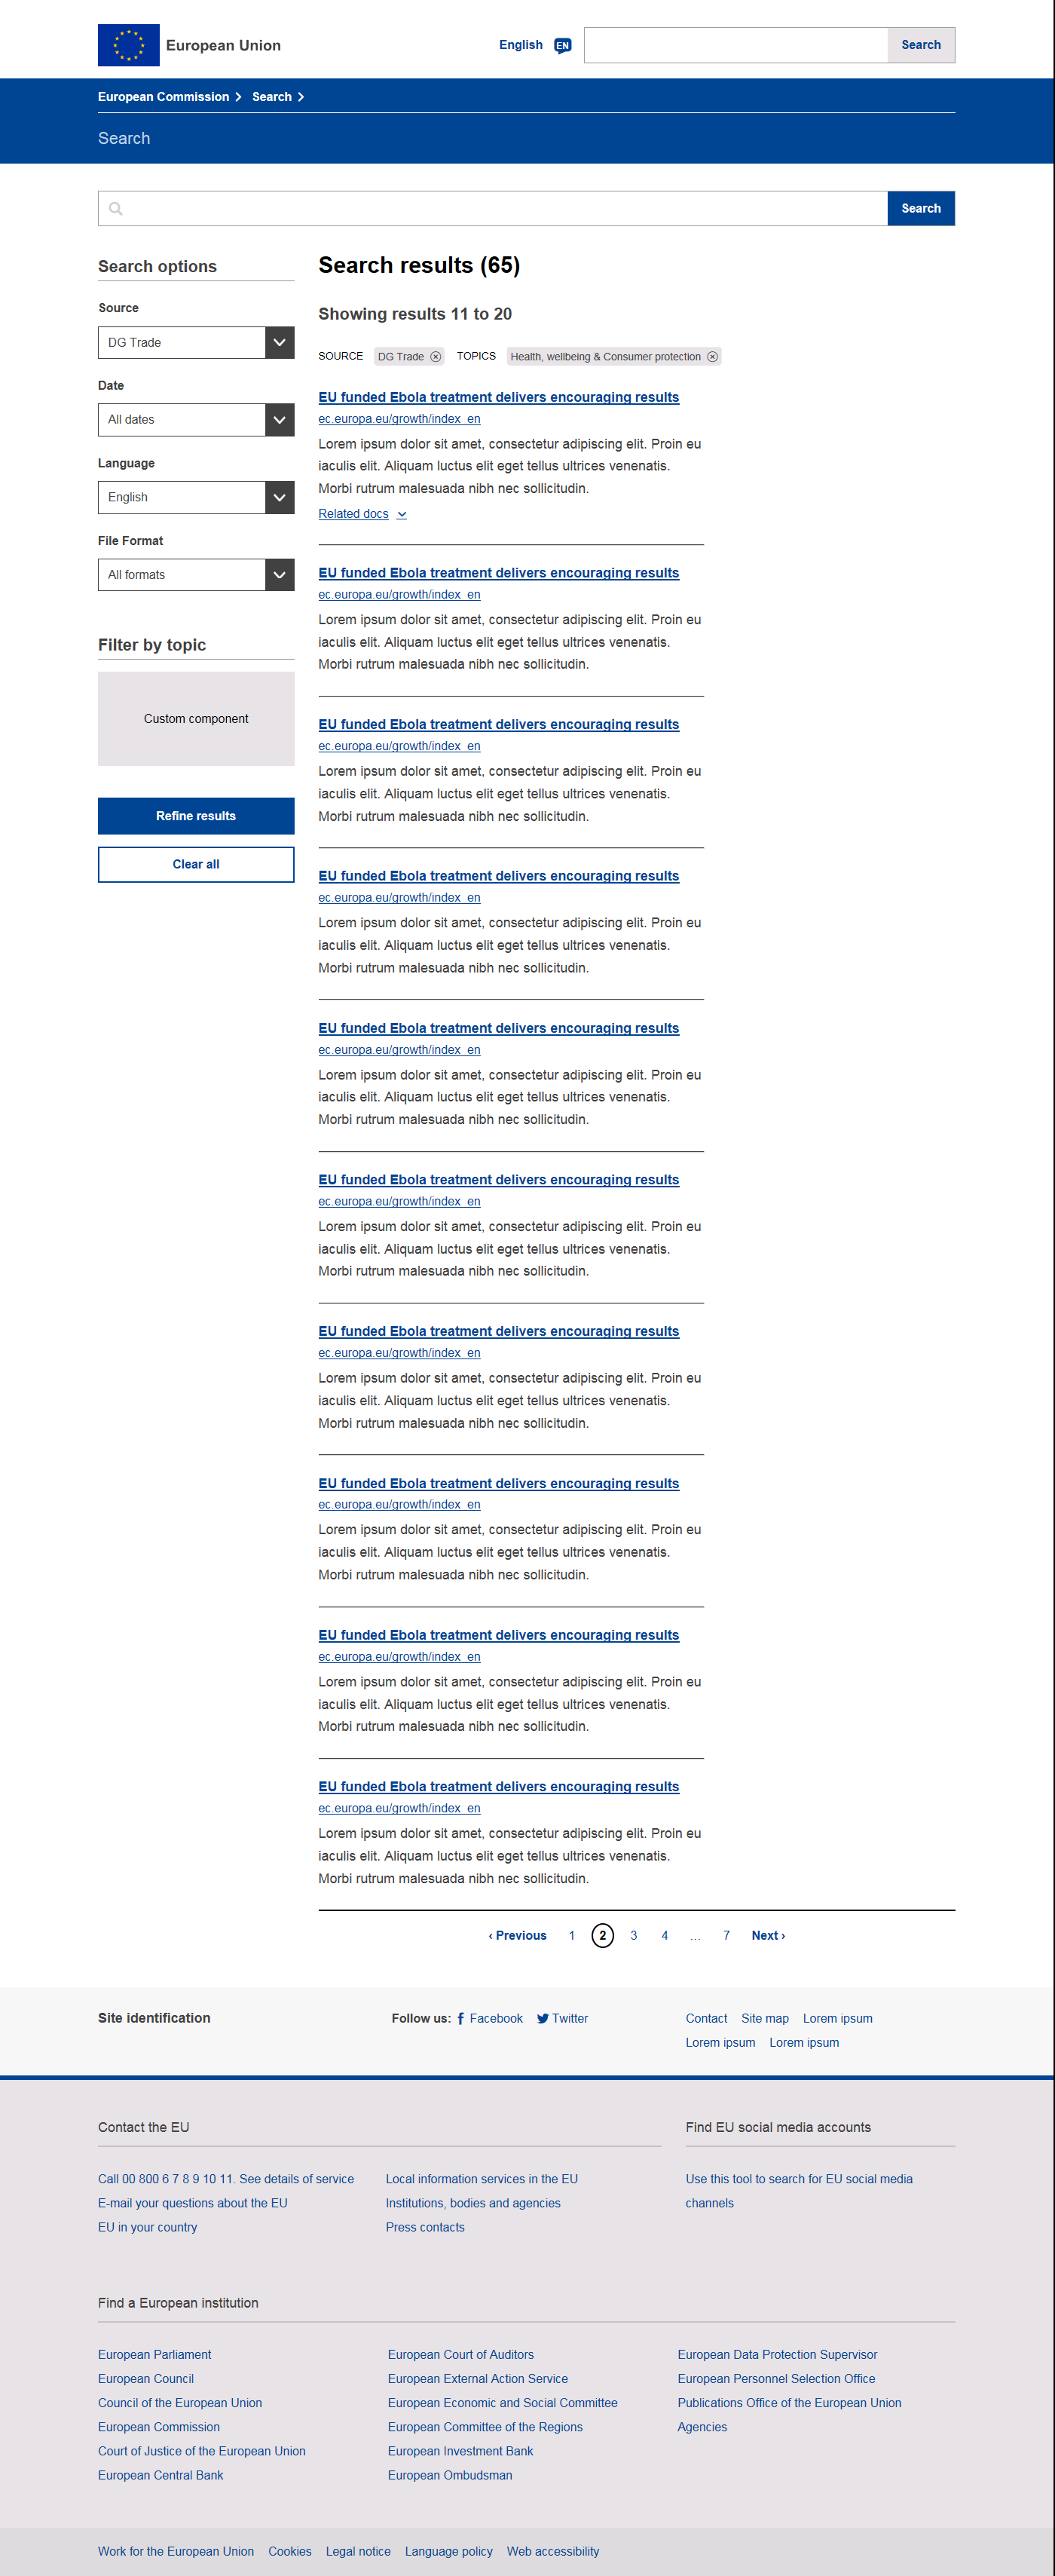 European Union
English EN Search
European Commission Search
Search
Search
Search options
Source
DG Trade
Date
All dates
Language
English
File Format
All formats
Filter by topic
Custom component
Refine results
Clear all
Search results (65)
Showing results 11 to 20
SOURCE DG Trade TOPICS Health, wellbeing & Consumer protection
EU funded Ebola treatment delivers encouraging results
ec.europa.eu/growth/index_en
Lorem ipsum dolor sit amet, consectetur adipiscing elit. Proin eu
iaculis elit. Aliquam luctus elit eget tellus ultrices venenatis.
Morbi rutrum malesuada nibh nec sollicitudin.
Related docs
EU funded Ebola treatment delivers encouraging results
ec.europa.eu/growth/index_en
Lorem ipsum dolor sit amet, consectetur adipiscing elit. Proin eu
iaculis elit. Aliquam luctus elit eget tellus ultrices venenatis.
Morbi rutrum malesuada nibh nec sollicitudin.
EU funded Ebola treatment delivers encouraging results
ec.europa.eu/growth/index_en
Lorem ipsum dolor sit amet, consectetur adipiscing elit. Proin eu
iaculis elit. Aliquam luctus elit eget tellus ultrices venenatis.
Morbi rutrum malesuada nibh nec sollicitudin.
EU funded Ebola treatment delivers encouraging results
ec.europa.eu/growth/index_en
Lorem ipsum dolor sit amet, consectetur adipiscing elit. Proin eu
iaculis elit. Aliquam luctus elit eget tellus ultrices venenatis.
Morbi rutrum malesuada nibh nec sollicitudin.
EU funded Ebola treatment delivers encouraging results
ec.europa.eu/growth/index_en
Lorem ipsum dolor sit amet, consectetur adipiscing elit. Proin eu
iaculis elit. Aliquam luctus elit eget tellus ultrices venenatis.
Morbi rutrum malesuada nibh nec sollicitudin.
EU funded Ebola treatment delivers encouraging results
ec.europa.eu/growth/index_en
Lorem ipsum dolor sit amet, consectetur adipiscing elit. Proin eu
iaculis elit. Aliquam luctus elit eget tellus ultrices venenatis.
Morbi rutrum malesuada nibh nec sollicitudin.
EU funded Ebola treatment delivers encouraging results
ec.europa.eu/growth/index_en
Lorem ipsum dolor sit amet, consectetur adipiscing elit. Proin eu
iaculis elit. Aliquam luctus elit eget tellus ultrices venenatis.
Morbi rutrum malesuada nibh nec sollicitudin.
EU funded Ebola treatment delivers encouraging results
ec.europa.eu/growth/index_en
Lorem ipsum dolor sit amet, consectetur adipiscing elit. Proin eu
iaculis elit. Aliquam luctus elit eget tellus ultrices venenatis.
Morbi rutrum malesuada nibh nec sollicitudin.
EU funded Ebola treatment delivers encouraging results
ec.europa.eu/growth/index_en
Lorem ipsum dolor sit amet, consectetur adipiscing elit. Proin eu
iaculis elit. Aliquam luctus elit eget tellus ultrices venenatis.
Morbi rutrum malesuada nibh nec sollicitudin.
EU funded Ebola treatment delivers encouraging results
ec.europa.eu/growth/index_en
Lorem ipsum dolor sit amet, consectetur adipiscing elit. Proin eu
iaculis elit. Aliquam luctus elit eget tellus ultrices venenatis.
Morbi rutrum malesuada nibh nec sollicitudin.
‹ Previous 1 2 3 4 … 7 Next ›
Site identification
Follow us: Facebook Twitter
Contact Site map Lorem ipsum
Lorem ipsum Lorem ipsum
Contact the EU
Call 00 800 6 7 8 9 10 11. See details of service
E-mail your questions about the EU
EU in your country
Local information services in the EU
Institutions, bodies and agencies
Press contacts
Find EU social media accounts
Use this tool to search for EU social media
channels
Find a European institution
European Parliament
European Council
Council of the European Union
European Commission
Court of Justice of the European Union
European Central Bank
European Court of Auditors
European External Action Service
European Economic and Social Committee
European Committee of the Regions
European Investment Bank
European Ombudsman
European Data Protection Supervisor
European Personnel Selection Office
Publications Office of the European Union
Agencies
Work for the European Union Cookies Legal notice Language policy Web accessibility